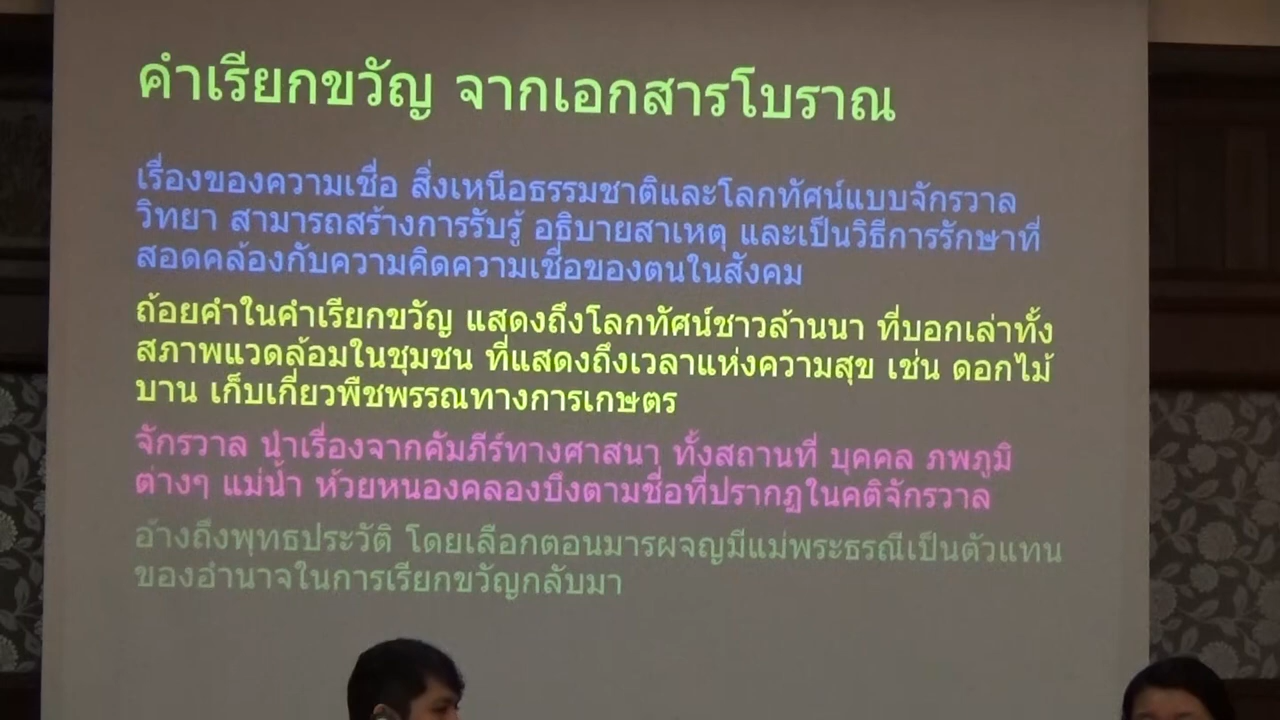 คำเรียกขวัญ จากเอกสารโบราณ
เรื่องของความเชื่อ สิ่งเหนือธรรมชาติและโลกทัศน์แบบจักรวาล
วิทยา สามารถสร้างการรับรู้ อธิบายสาเหตุ และเป็นวิธีการรักษาที่
สอดคล้องกับความคิดความเชื่อของตนในสังคม
ถ้อยคำในคำเรียกขวัญ แสดงถึงโลกทัศน์ชาวล้านนา ที่บอกเล่าทั้ง
สภาพแวดล้อมในชุมชน ที่แสดงถึงเวลาแห่งความสุข เช่น ดอกไม้
บาน เก็บเกี่ยวพืชพรรณทางการเกษตร
จักรวาล นำเรื่องจากคัมภีร์ทางศาสนา ทั้งสถานที่ บุคคล ภพภูมิ
ต่างๆ แม่น้ำ ห้วยหนองคลองบึงตามชื่อที่ปรากฏในคติจักรวาล
อ้างถึงพุทธประวัติ โดยเลือกตอนมารผจญมีแม่พระธรณีเป็นตัวแทน
ของอำนาจในการเรียกขวัญกลับมา